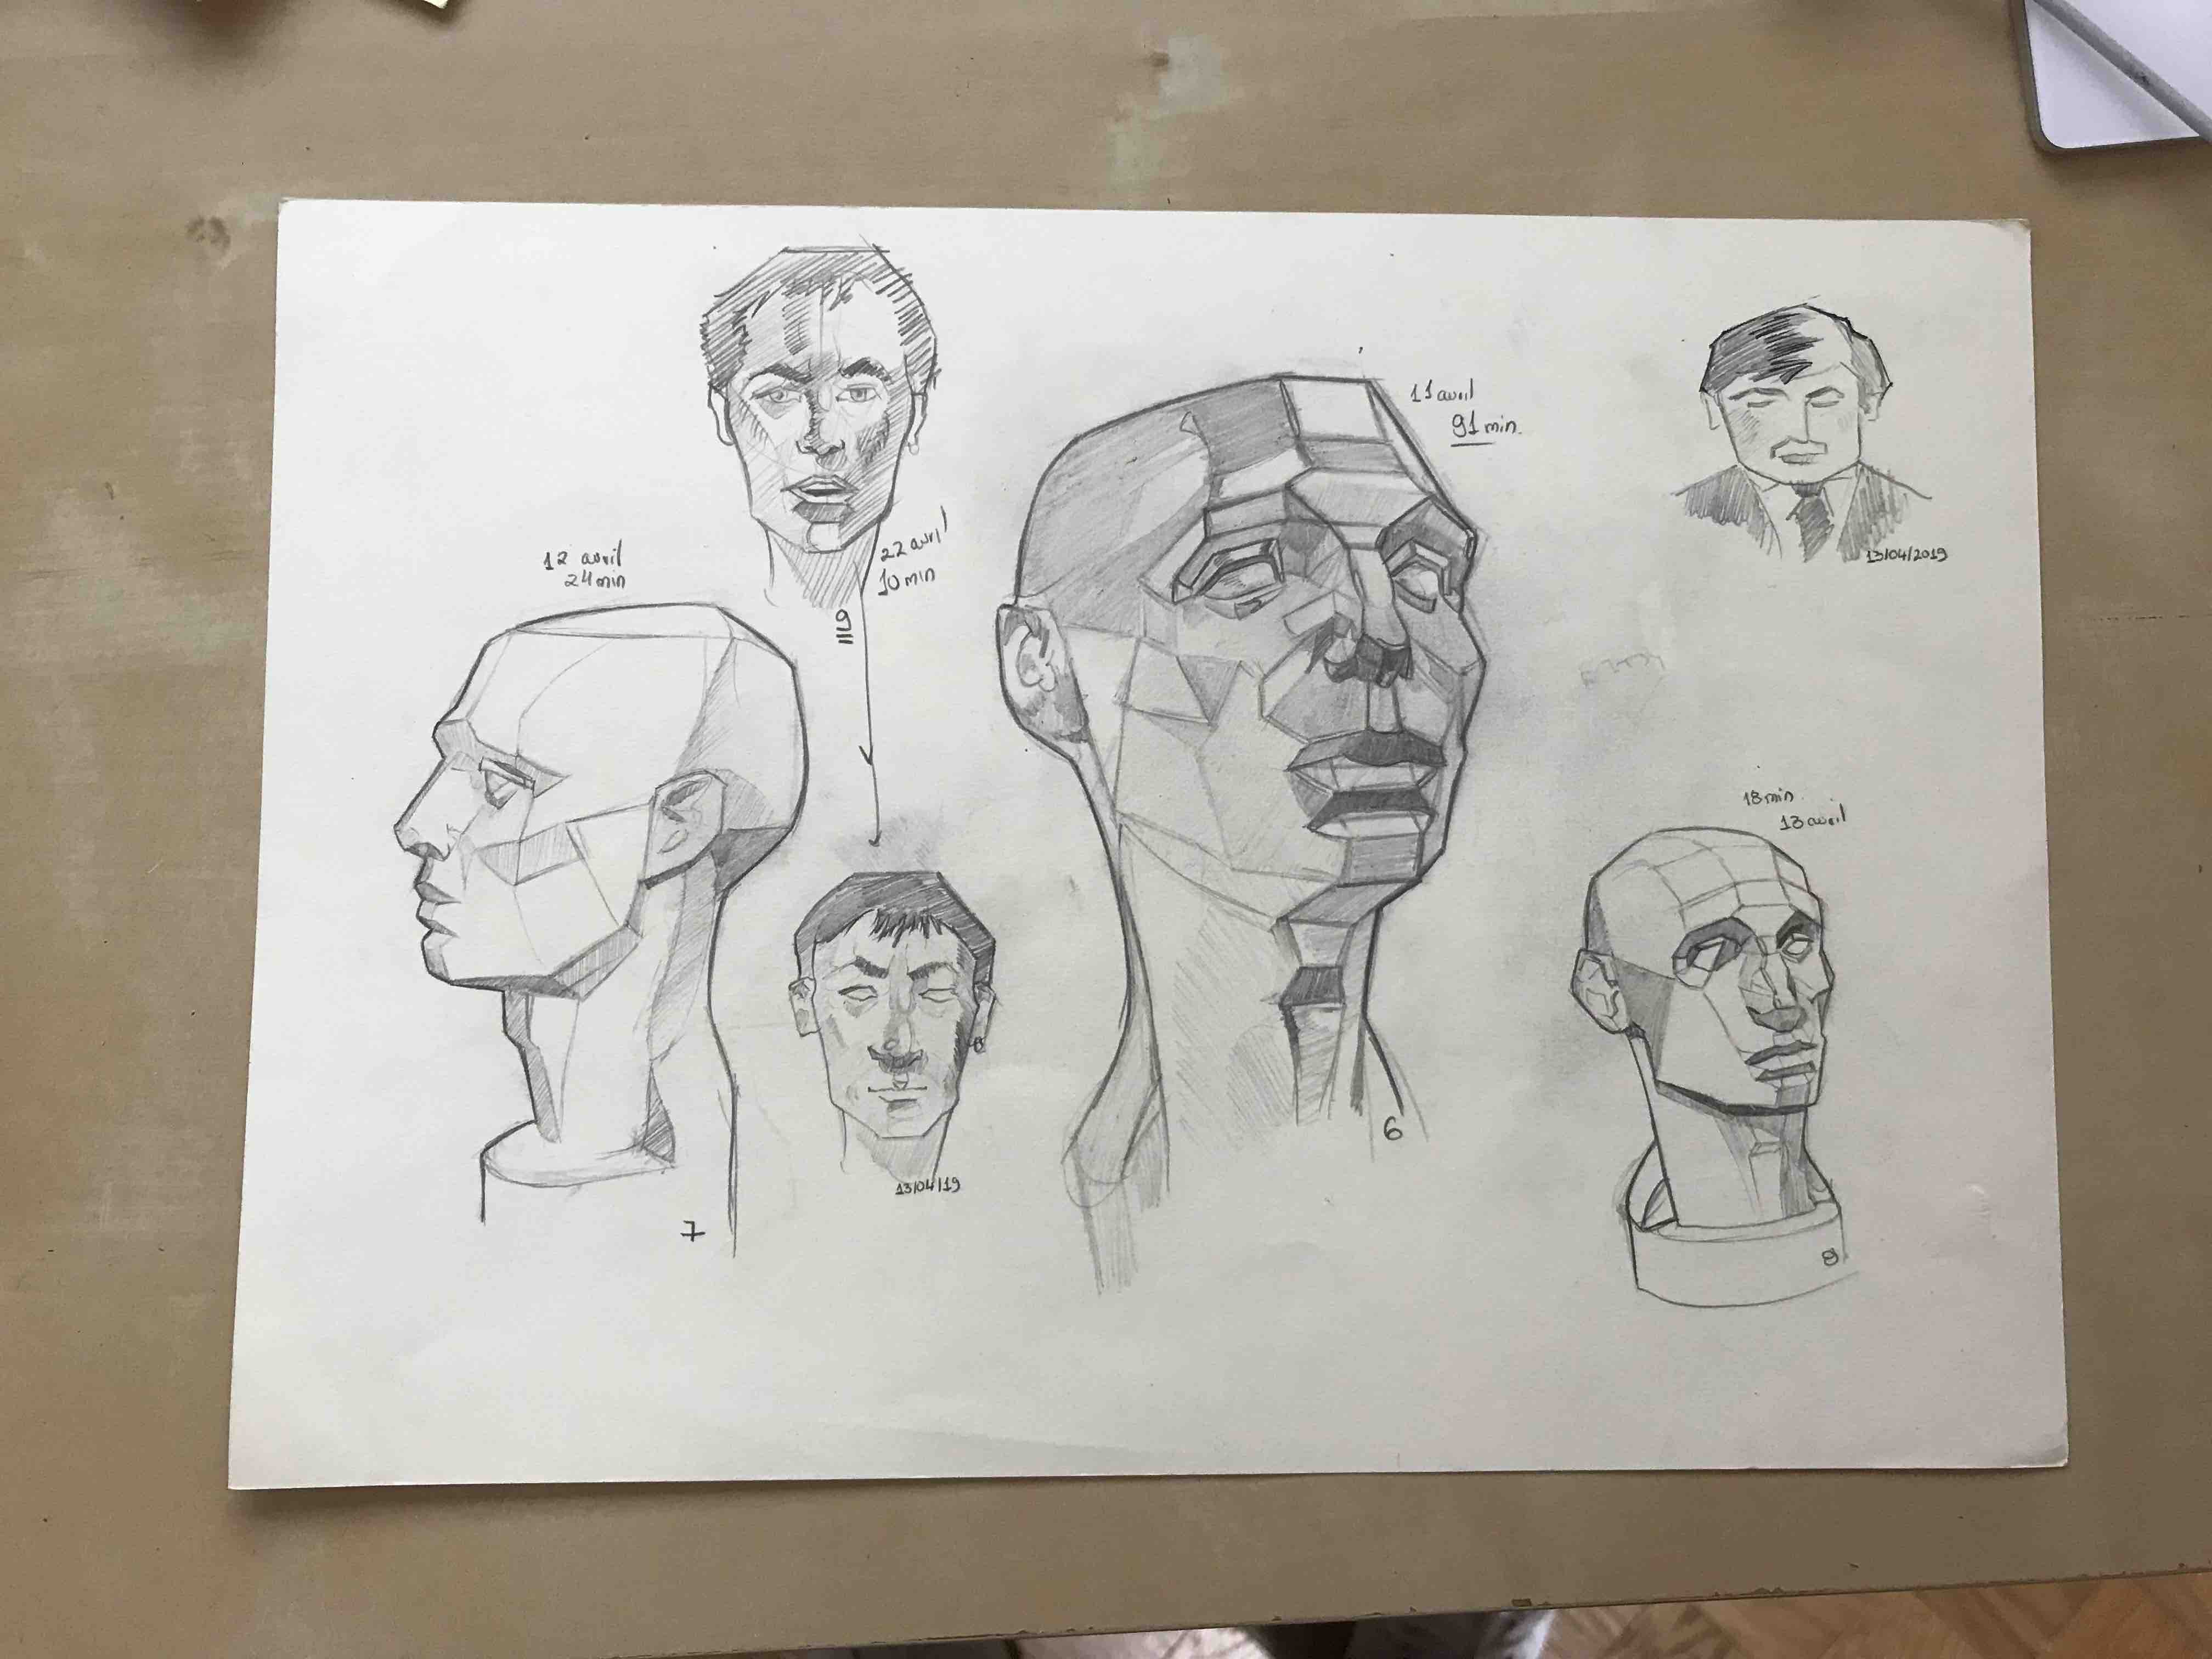 11 avril
91 min.
12 avril
24 min
22 avril
10 min
9
13/04/2019
18 min.
13 avril
6
13/04/19
7
8